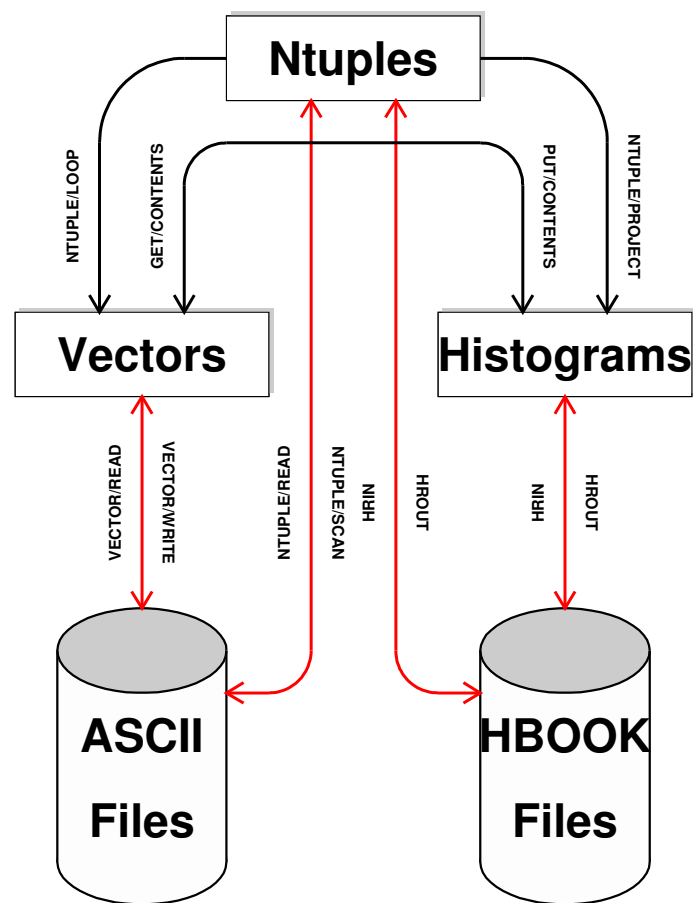 Ntuples
NTUPLE/LOOP
GET/CONTENTS
PUT/CONTENTS
NTUPLE/PROJECT
Vectors
Histograms
VECTOR/READ
VECTOR/WRITE
NTUPLE/READ
NTUPLE/SCAN
HRIN
HROUT
HRIN
HROUT
ASCII
Files
HBOOK
Files